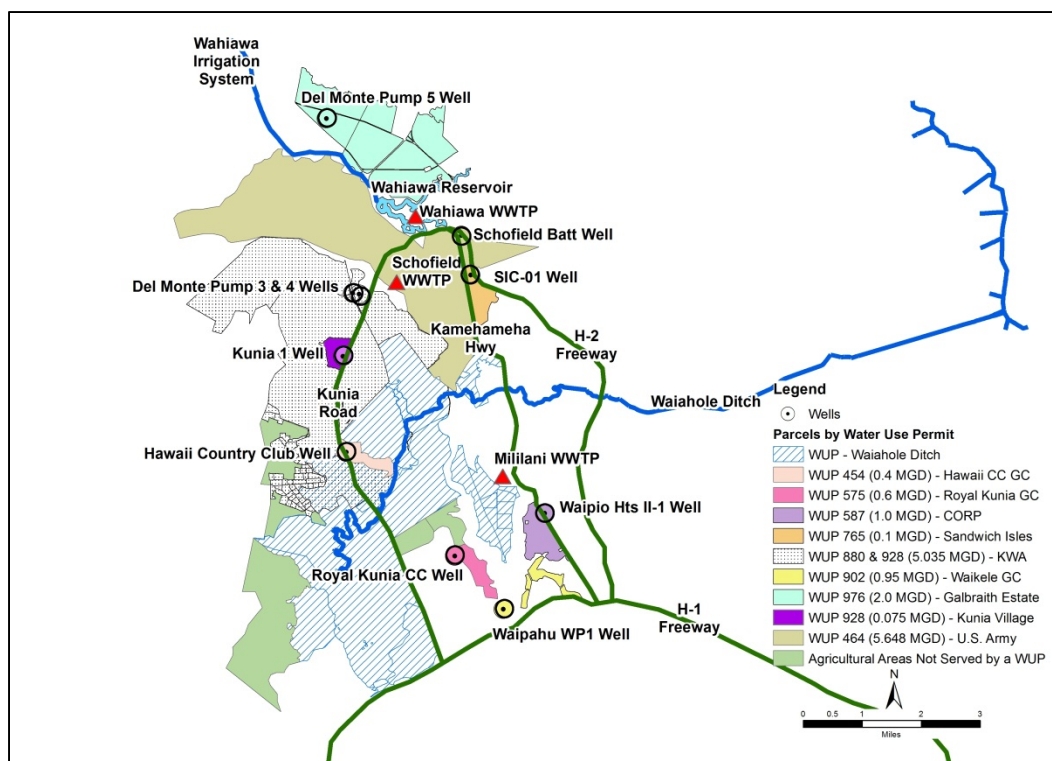 Wahiawa
Irrigation
System
Del Monte Pump 5 Well
Wahiawa Reservoir
Wahiawa WWTP
Schofield Batt Well
Schofield
WWTP
SIC-01 Well
Del Monte Pump 3 & 4 Wells
Kamehameha
Hwy
H-2
Freeway
Kunia 1 Well
Kunia
Road
Waiahole Ditch
Hawaii Country Club Well
Mililani WWTP
Waipio Hts II-1 Well
Royal Kunia CC Well
Waipahu WP1 Well
H-1
Freeway
Legend
Wells
Parcels by Water Use Permit
WUP - Waiahole Ditch
WUP 454 (0.4 MGD) - Hawaii CC GC
WUP 575 (0.6 MGD) - Royal Kunia GC
WUP 587 (1.0 MGD) - CORP
WUP 765 (0.1 MGD) - Sandwich Isles
WUP 880 & 928 (5.035 MGD) - KWA
WUP 902 (0.95 MGD) - Waikele GC
WUP 976 (2.0 MGD) - Galbraith Estate
WUP 928 (0.075 MGD) - Kunia Village
WUP 464 (5.648 MGD) - U.S. Army
Agricultural Areas Not Served by a WUP
N
0 0.5 1 2 3
Miles